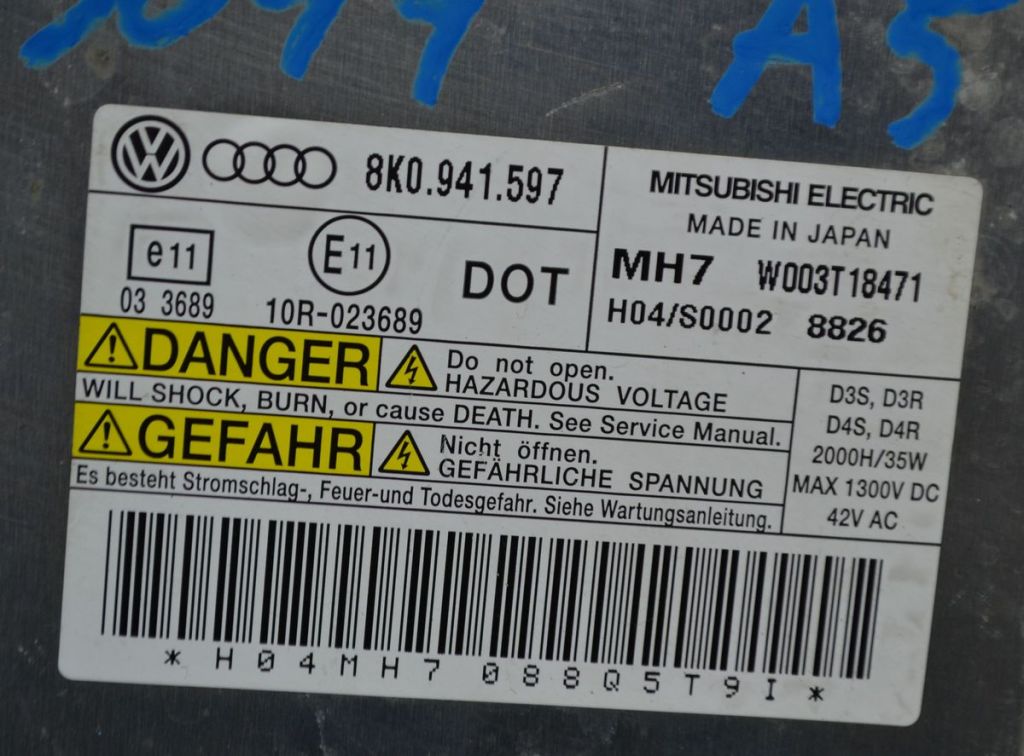 A5
8K0.941.597
MITSUBISHI ELECTRIC
MADE IN JAPAN
MH7 W003T18471
H04/S0002 8826
e11
03 3689
E11
10R-023689
DOT
DANGER
Do not open.
HAZARDOUS VOLTAGE
WILL SHOCK, BURN, or cause DEATH. See Service Manual.
GEFAHR
Nicht öffnen.
GEFÄHRLICHE SPANNUNG
Es besteht Stromschlag-, Feuer-und Todesgefahr. Siehe Wartungsanleitung.
D3S, D3R
D4S, D4R
2000H/35W
MAX 1300V DC
42V AC
*H04MH7 088Q5T9I*